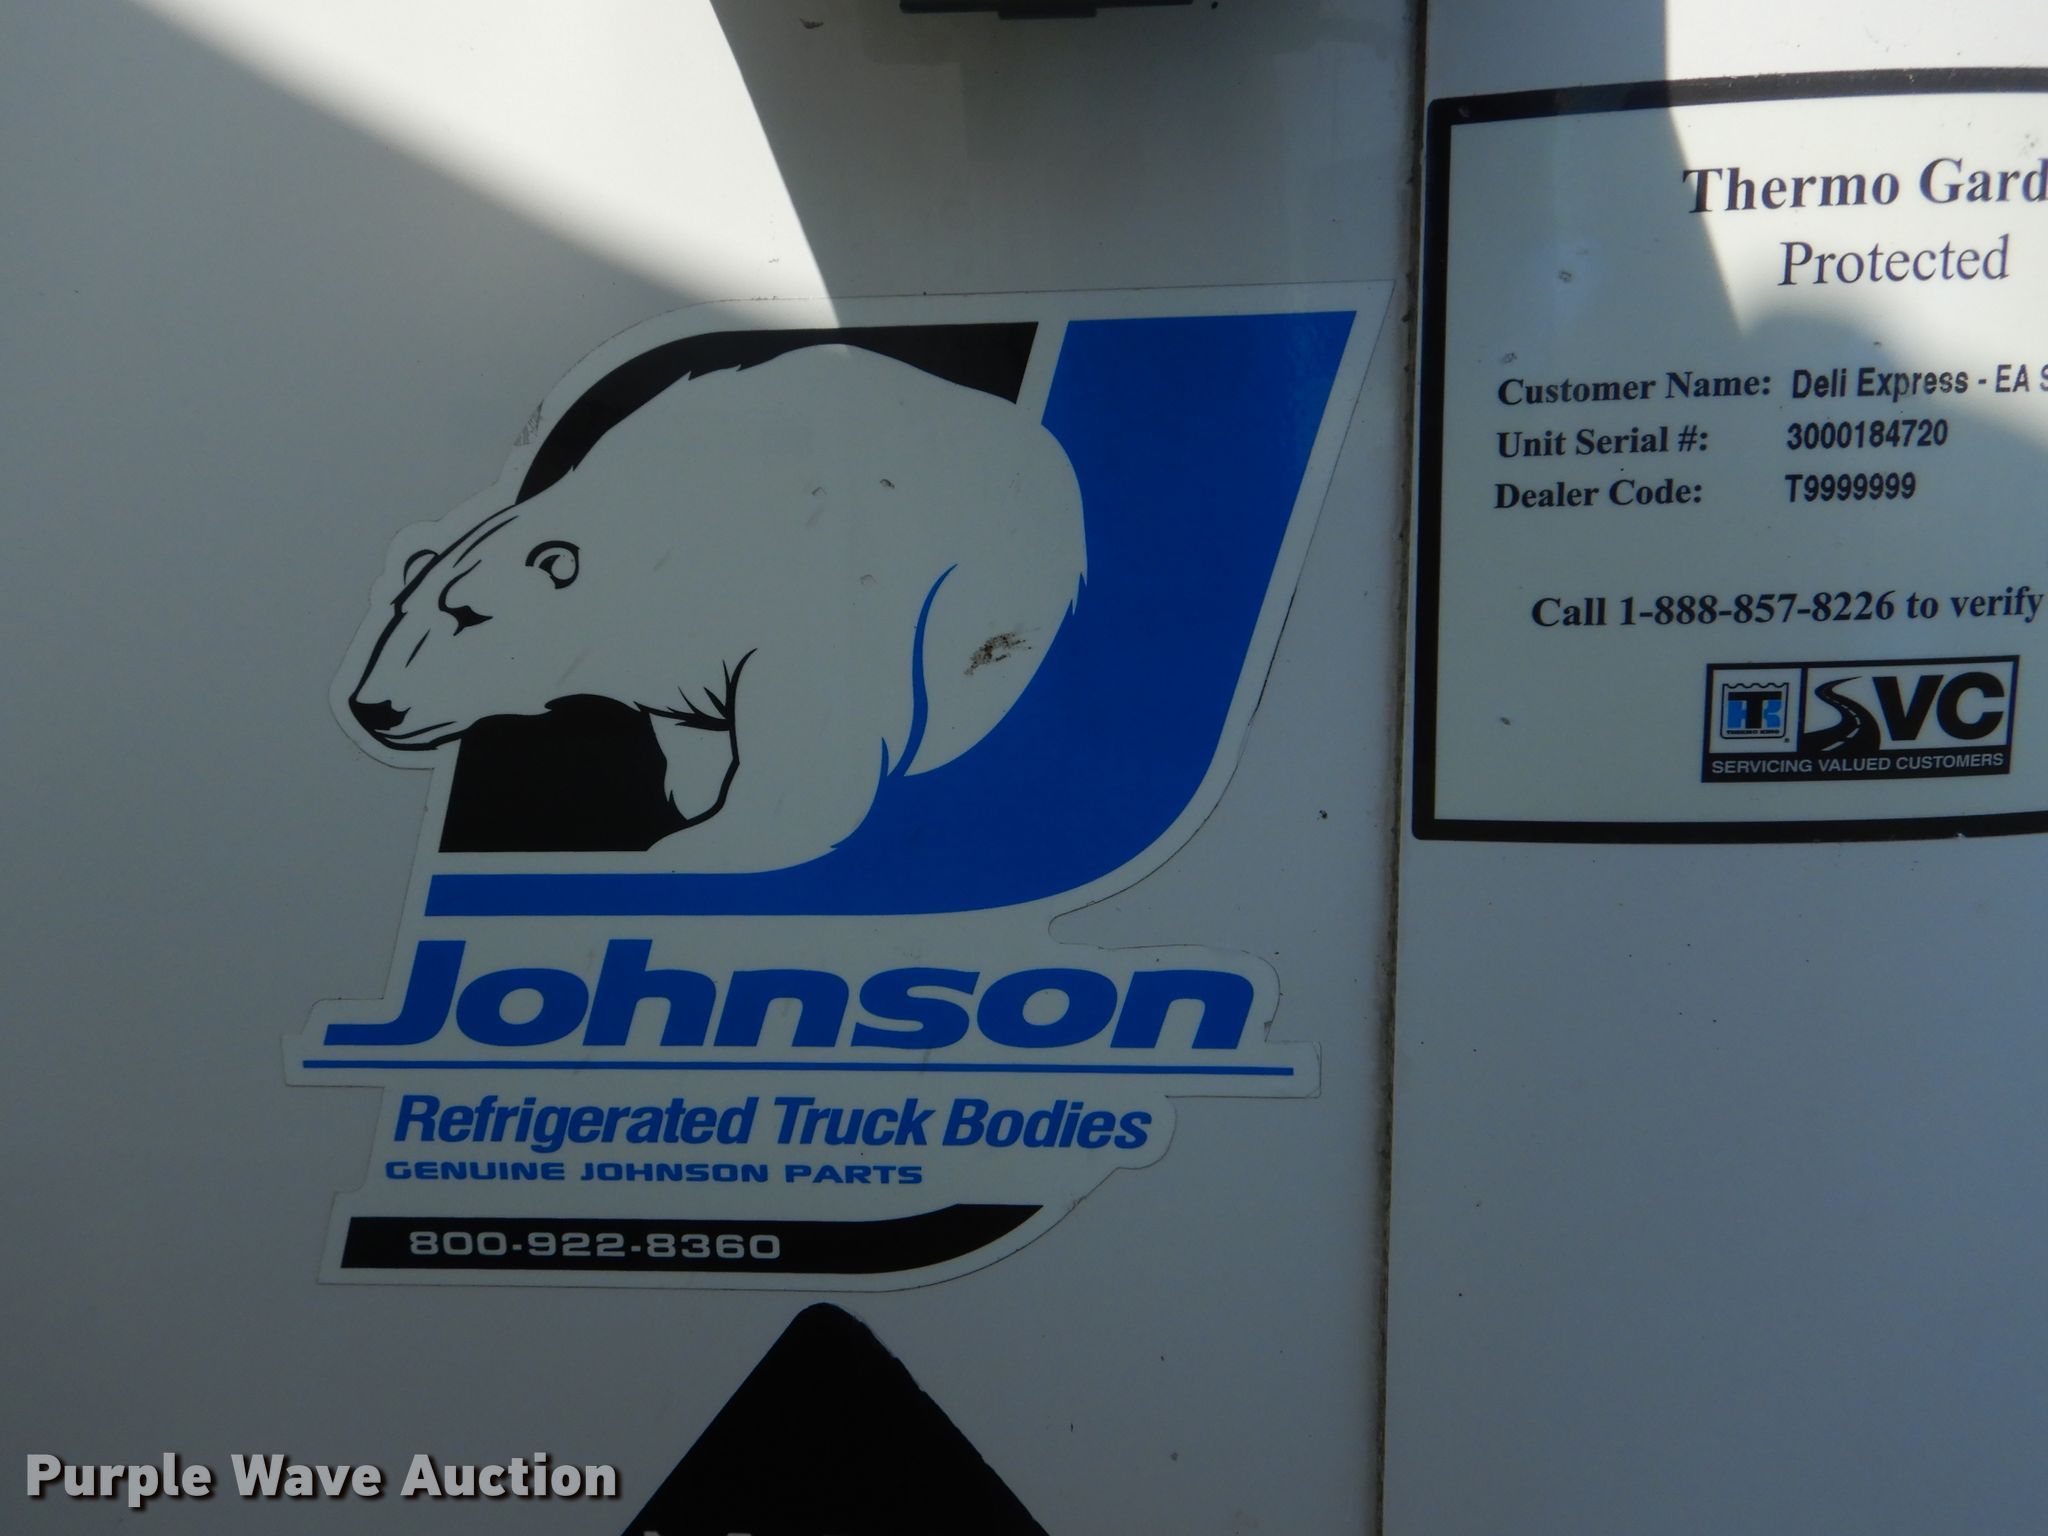 Thermo Gard
Protected
Customer Name: Deli Express - EA S
Unit Serial #: 3000184720
Dealer Code: T9999999
Call 1-888-857-8226 to verify
THERMO KING
SVC
SERVICING VALUED CUSTOMERS
Johnson
Refrigerated Truck Bodies
GENUINE JOHNSON PARTS
800-922-8360
Purple Wave Auction